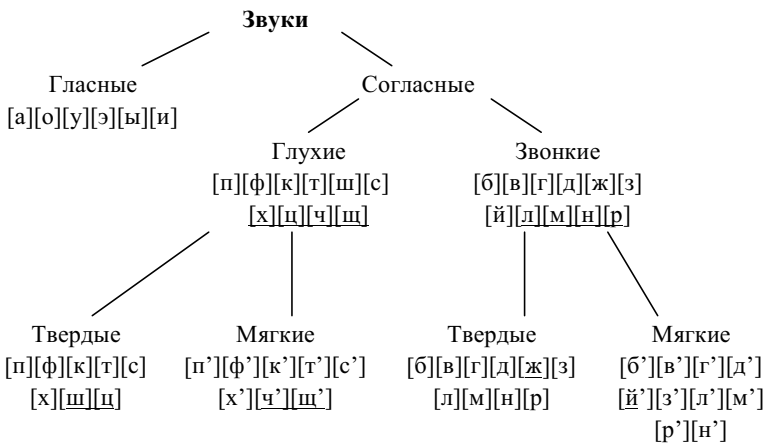 Звуки
Гласные
[а][о][у][э][ы][и]
Согласные
Глухие
[п][ф][к][т][ш][с]
[х][ц][ч][щ]
Звонкие
[б][в][г][д][ж][з]
[й][л][м][н][р]
Твердые
[п][ф][к][т][с]
[х][ш][ц]
Мягкие
[п’][ф’][к’][т’][с’]
[х’][ч’][щ’]
Твердые
[б][в][г][д][ж][з]
[л][м][н][р]
Мягкие
[б’][в’][г’][д’]
[й’][з’][л’][м’]
[р’][н’]